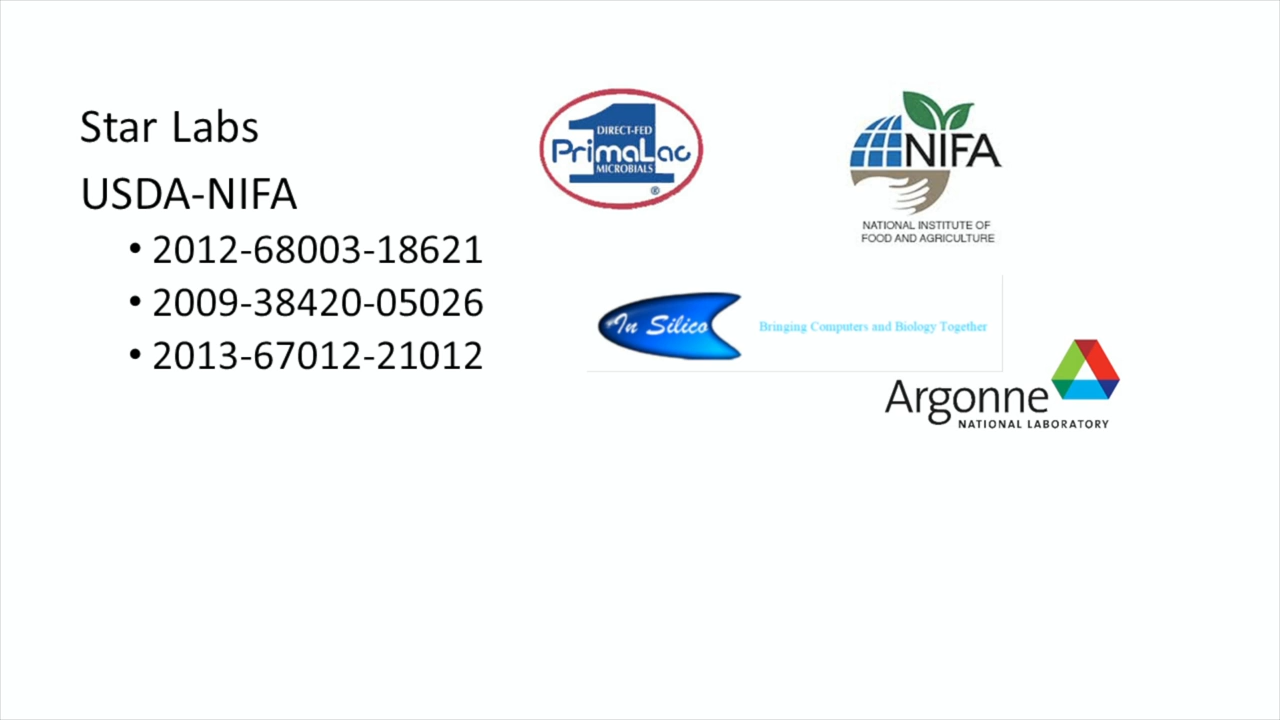 Star Labs
USDA-NIFA
• 2012-68003-18621
• 2009-38420-05026
• 2013-67012-21012
1
DIRECT-FED
PrimaLac
MICROBIALS
®
NIFA
NATIONAL INSTITUTE OF
FOOD AND AGRICULTURE
In Silico
Bringing Computers and Biology Together
Argonne
NATIONAL LABORATORY